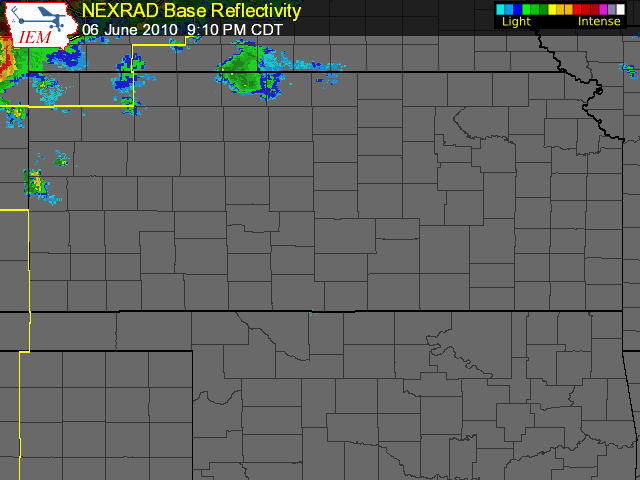 NEXRAD Base Reflectivity
06 June 2010  9:10 PM CDT
IEM
Light Intense